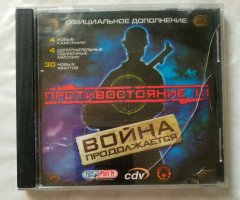 ОФИЦИАЛЬНОЕ ДОПОЛНЕНИЕ
4 НОВЫЕ
КАМПАНИИ
4 ДОПОЛНИТЕЛЬНЫЕ
ОДИНОЧНЫЕ
МИССИИ
30 НОВЫХ
ЮНИТОВ
ПРОТИВОСТОЯНИЕ III
ВОЙНА
ПРОДОЛЖАЕТСЯ
cdv